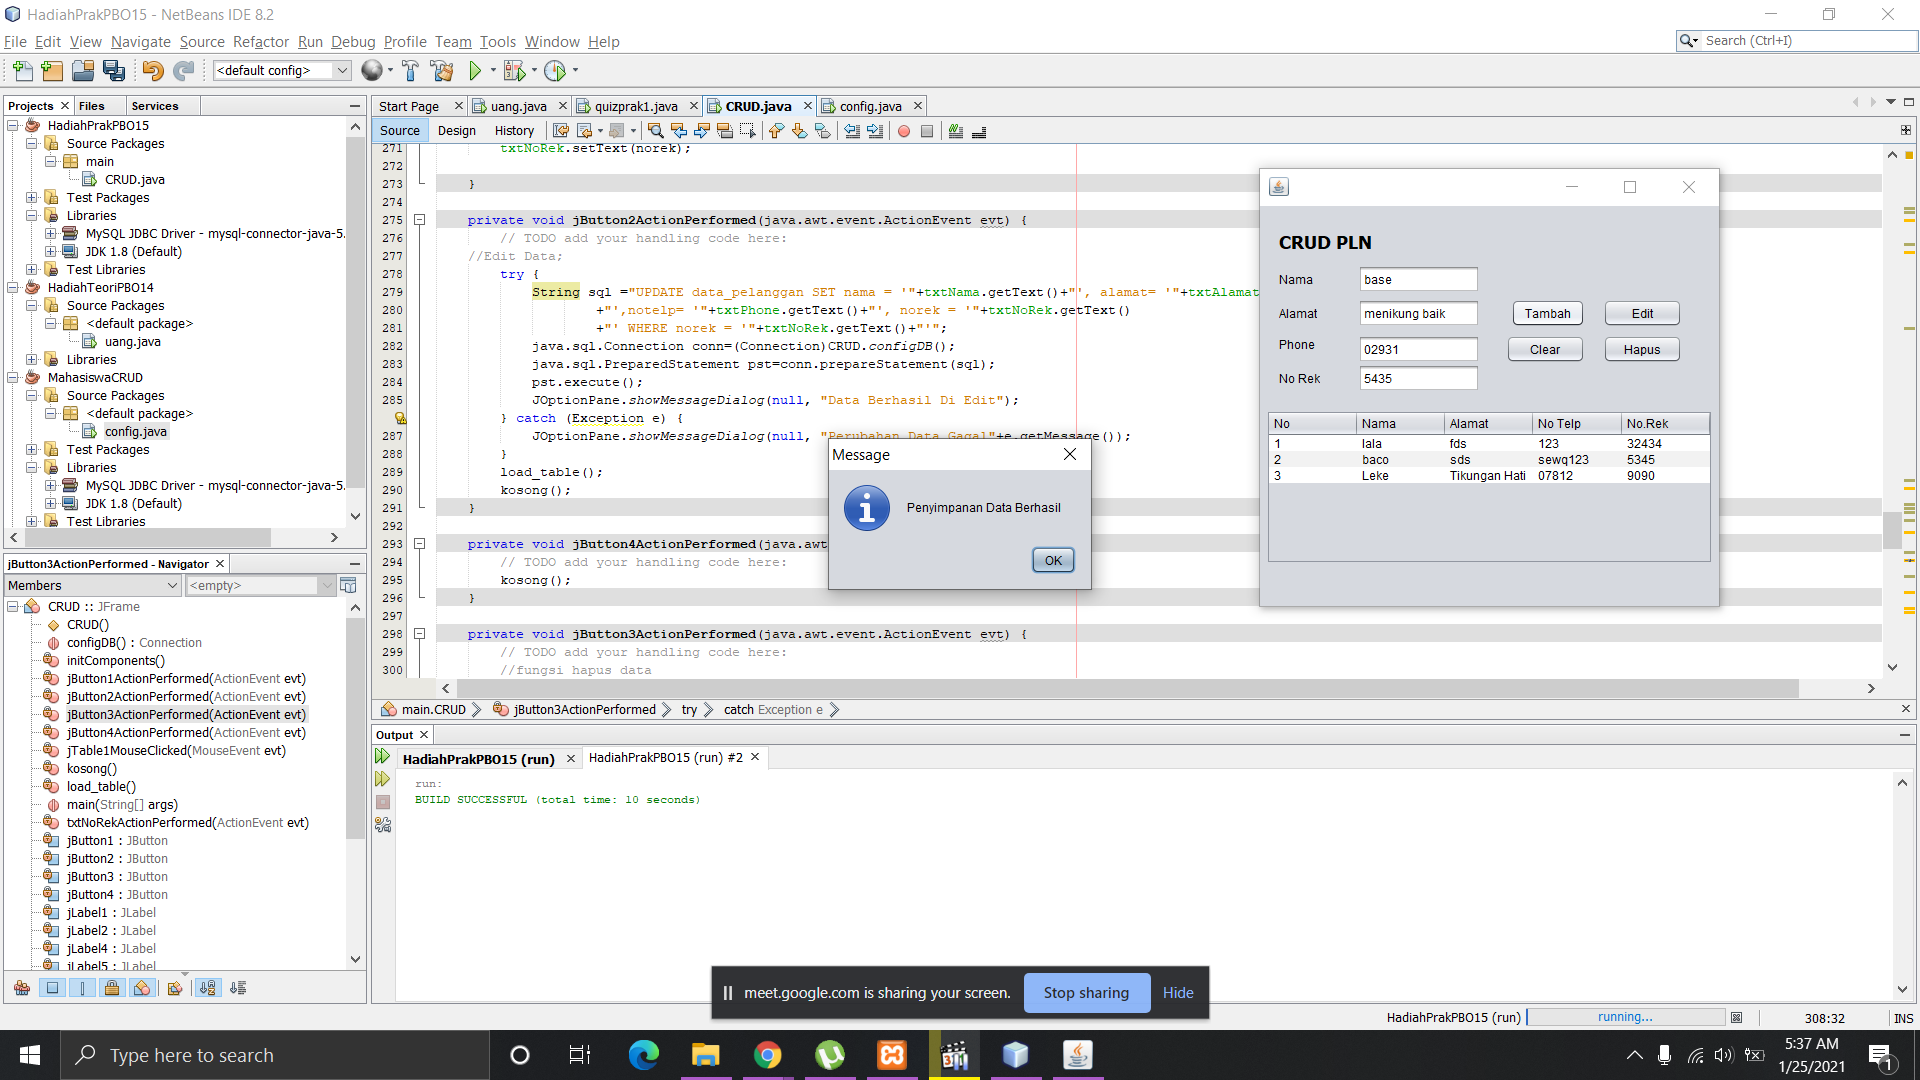 HadiahPrakPBO15 - NetBeans IDE 8.2
File Edit View Navigate Source Refactor Run Debug Profile Team Tools Window Help
Search (Ctrl+I)
<default config>
Projects Files Services
HadiahPrakPBO15
Source Packages
main
CRUD.java
Test Packages
Libraries
MySQL JDBC Driver - mysql-connector-java-5.
JDK 1.8 (Default)
Test Libraries
HadiahTeoriPBO14
Source Packages
<default package>
uang.java
Libraries
MahasiswaCRUD
Source Packages
<default package>
config.java
Test Packages
Libraries
MySQL JDBC Driver - mysql-connector-java-5.
JDK 1.8 (Default)
Test Libraries
jButton3ActionPerformed - Navigator
Members <empty>
CRUD :: JFrame
CRUD()
configDB() : Connection
initComponents()
jButton1ActionPerformed(ActionEvent evt)
jButton2ActionPerformed(ActionEvent evt)
jButton3ActionPerformed(ActionEvent evt)
jButton4ActionPerformed(ActionEvent evt)
jTable1MouseClicked(MouseEvent evt)
kosong()
load_table()
main(String[] args)
txtNoRekActionPerformed(ActionEvent evt)
jButton1 : JButton
jButton2 : JButton
jButton3 : JButton
jButton4 : JButton
jLabel1 : JLabel
jLabel2 : JLabel
jLabel4 : JLabel
jLabel5 : JLabel
Start Page uang.java quizprak1.java CRUD.java config.java
Source Design History
271 txtNoRek.setText(norek);
272
273 }
274
275 private void jButton2ActionPerformed(java.awt.event.ActionEvent evt) {
276 // TODO add your handling code here:
277 //Edit Data;
278 try {
279 String sql ="UPDATE data_pelanggan SET nama = '"+txtNama.getText()+"', alamat= '"+txtAlamat
280 +"',notelp= '"+txtPhone.getText()+"', norek = '"+txtNoRek.getText()
281 +"' WHERE norek = '"+txtNoRek.getText()+"'";
282 java.sql.Connection conn=(Connection)CRUD.configDB();
283 java.sql.PreparedStatement pst=conn.prepareStatement(sql);
284 pst.execute();
285 JOptionPane.showMessageDialog(null, "Data Berhasil Di Edit");
} catch (Exception e) {
287 JOptionPane.showMessageDialog(null, "Perubahan Data Gagal"+e.getMessage());
288 }
289 load_table();
290 kosong();
291 }
292
293 private void jButton4ActionPerformed(java.awt
294 // TODO add your handling code here:
295 kosong();
296 }
297
298 private void jButton3ActionPerformed(java.awt.event.ActionEvent evt) {
299 // TODO add your handling code here:
300 //fungsi hapus data
main.CRUD jButton3ActionPerformed try catch Exception e
Message
Penyimpanan Data Berhasil
OK
CRUD PLN
Nama base
Alamat menikung baik Tambah Edit
Phone 02931 Clear Hapus
No Rek 5435
No Nama Alamat No Telp No.Rek
1 lala fds 123 32434
2 baco sds sewq123 5345
3 Leke Tikungan Hati 07812 9090
Output
HadiahPrakPBO15 (run) HadiahPrakPBO15 (run) #2
run:
BUILD SUCCESSFUL (total time: 10 seconds)
meet.google.com is sharing your screen. Stop sharing Hide
HadiahPrakPBO15 (run) running... 308:32 INS
Type here to search
5:37 AM
1/25/2021
1